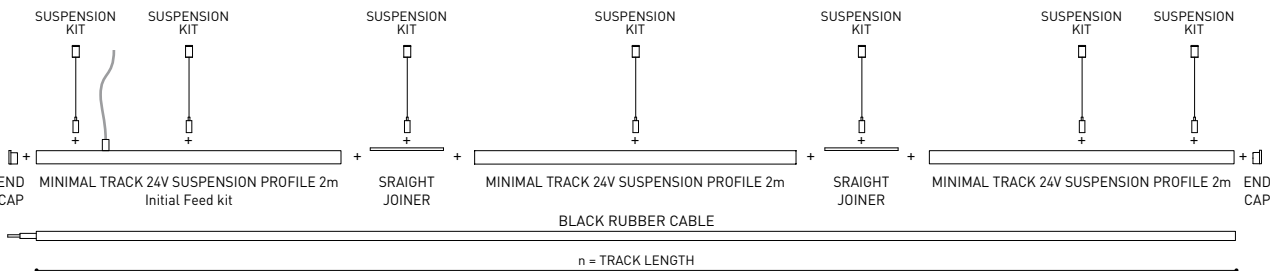 SUSPENSION
KIT
SUSPENSION
KIT
SUSPENSION
KIT
SUSPENSION
KIT
SUSPENSION
KIT
SUSPENSION
KIT
SUSPENSION
KIT
+ + + + + + +
+ + + + + +
END
CAP
MINIMAL TRACK 24V SUSPENSION PROFILE 2m
Initial Feed kit
SRAIGHT
JOINER
MINIMAL TRACK 24V SUSPENSION PROFILE 2m
SRAIGHT
JOINER
MINIMAL TRACK 24V SUSPENSION PROFILE 2m
END
CAP
BLACK RUBBER CABLE
n = TRACK LENGTH